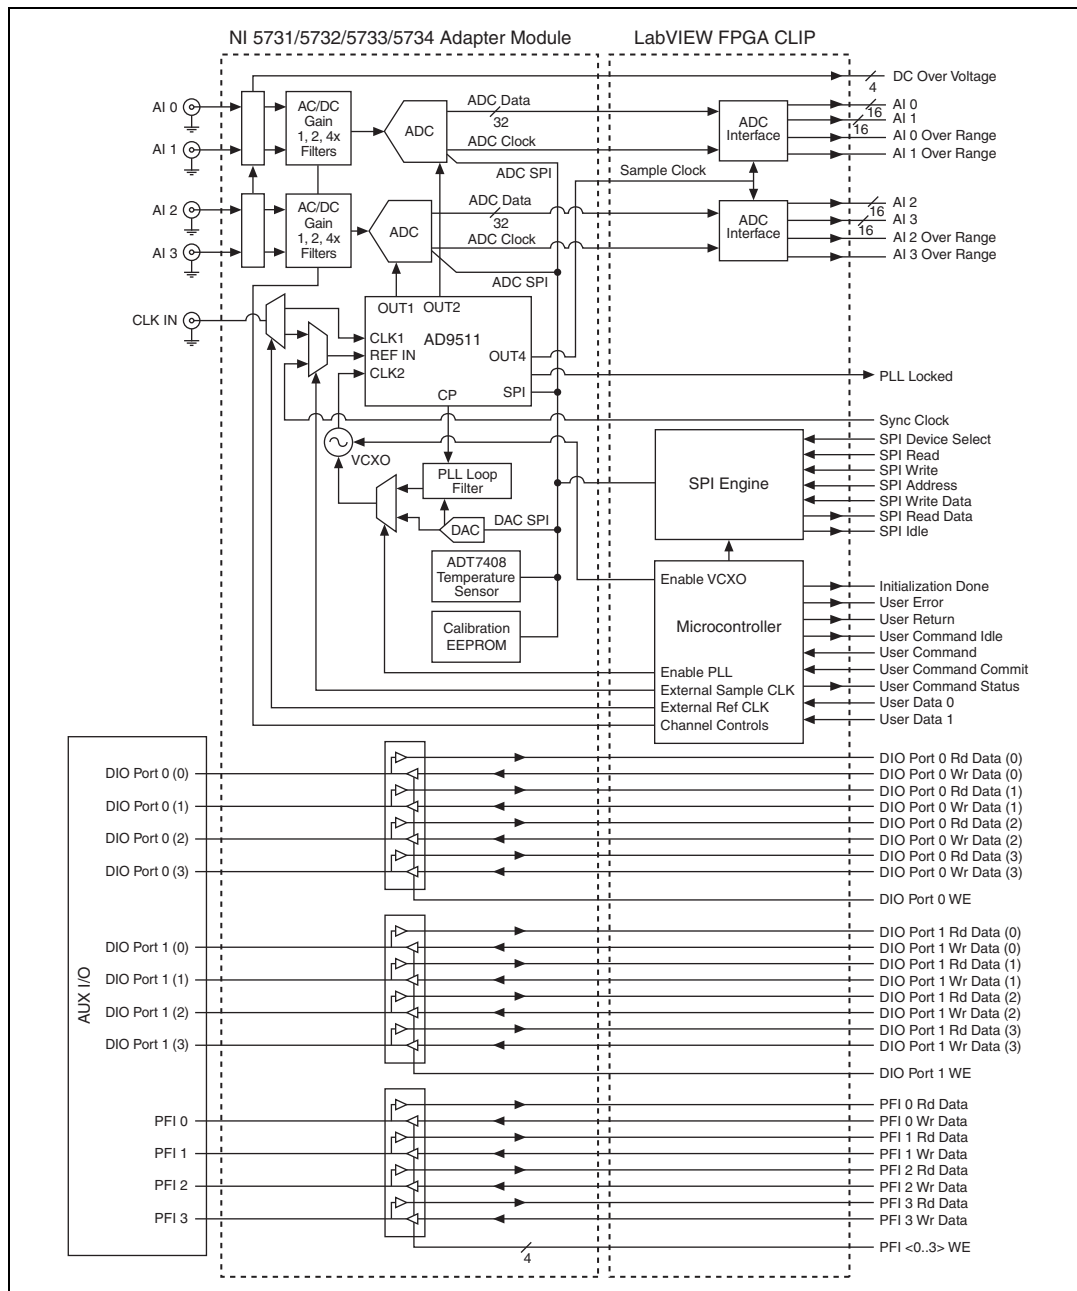 NI 5731/5732/5733/5734 Adapter Module
LabVIEW FPGA CLIP
DC Over Voltage
4
AI 0
AI 1
AC/DC
Gain
1, 2, 4x
Filters
ADC
ADC Data
32
ADC Clock
ADC SPI
ADC
Interface
AI 0
16
AI 1
16
AI 0 Over Range
AI 1 Over Range
Sample Clock
AI 2
AI 3
AC/DC
Gain
1, 2, 4x
Filters
ADC
ADC Data
32
ADC Clock
ADC SPI
ADC
Interface
AI 2
16
AI 3
16
AI 2 Over Range
AI 3 Over Range
CLK IN
OUT1
OUT2
CLK1
AD9511
REF IN
OUT4
CLK2
CP
SPI
PLL Locked
Sync Clock
VCXO
PLL Loop
Filter
DAC
DAC SPI
SPI Engine
SPI Device Select
SPI Read
SPI Write
SPI Address
SPI Write Data
SPI Read Data
SPI Idle
ADT7408
Temperature
Sensor
Calibration
EEPROM
Enable VCXO
Microcontroller
Enable PLL
External Sample CLK
External Ref CLK
Channel Controls
Initialization Done
User Error
User Return
User Command Idle
User Command
User Command Commit
User Command Status
User Data 0
User Data 1
AUX I/O
DIO Port 0 (0)
DIO Port 0 (1)
DIO Port 0 (2)
DIO Port 0 (3)
DIO Port 0 Rd Data (0)
DIO Port 0 Wr Data (0)
DIO Port 0 Rd Data (1)
DIO Port 0 Wr Data (1)
DIO Port 0 Rd Data (2)
DIO Port 0 Wr Data (2)
DIO Port 0 Rd Data (3)
DIO Port 0 Wr Data (3)
DIO Port 0 WE
DIO Port 1 (0)
DIO Port 1 (1)
DIO Port 1 (2)
DIO Port 1 (3)
DIO Port 1 Rd Data (0)
DIO Port 1 Wr Data (0)
DIO Port 1 Rd Data (1)
DIO Port 1 Wr Data (1)
DIO Port 1 Rd Data (2)
DIO Port 1 Wr Data (2)
DIO Port 1 Rd Data (3)
DIO Port 1 Wr Data (3)
DIO Port 1 WE
PFI 0
PFI 1
PFI 2
PFI 3
PFI 0 Rd Data
PFI 0 Wr Data
PFI 1 Rd Data
PFI 1 Wr Data
PFI 2 Rd Data
PFI 2 Wr Data
PFI 3 Rd Data
PFI 3 Wr Data
4
PFI <0..3> WE